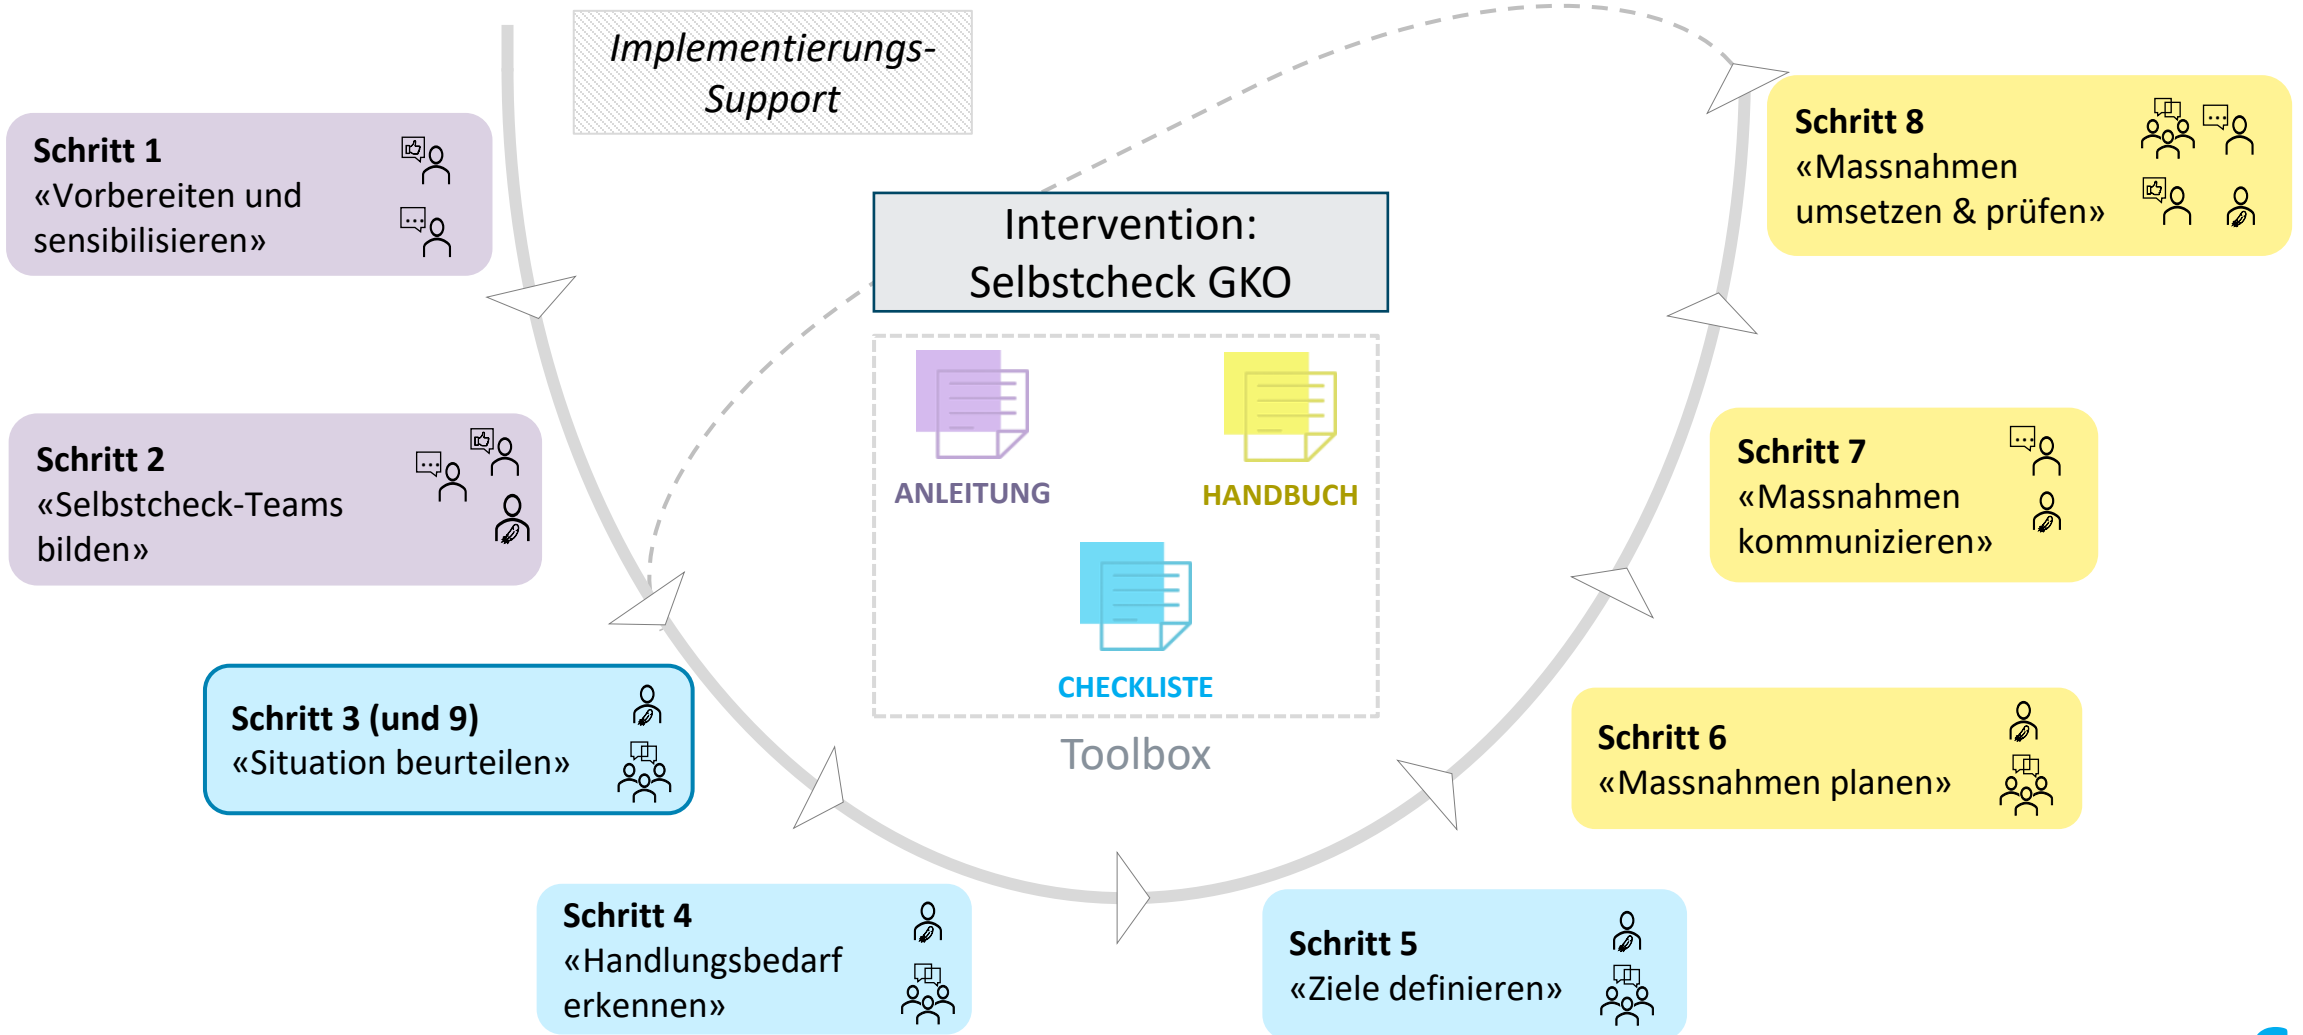 Implementierungs-
Support
Schritt 1
«Vorbereiten und
sensibilisieren»
Schritt 2
«Selbstcheck-Teams
bilden»
Schritt 3 (und 9)
«Situation beurteilen»
Schritt 4
«Handlungsbedarf
erkennen»
Schritt 5
«Ziele definieren»
Schritt 6
«Massnahmen planen»
Schritt 7
«Massnahmen
kommunizieren»
Schritt 8
«Massnahmen
umsetzen & prüfen»
Intervention:
Selbstcheck GKO
ANLEITUNG
HANDBUCH
CHECKLISTE
Toolbox